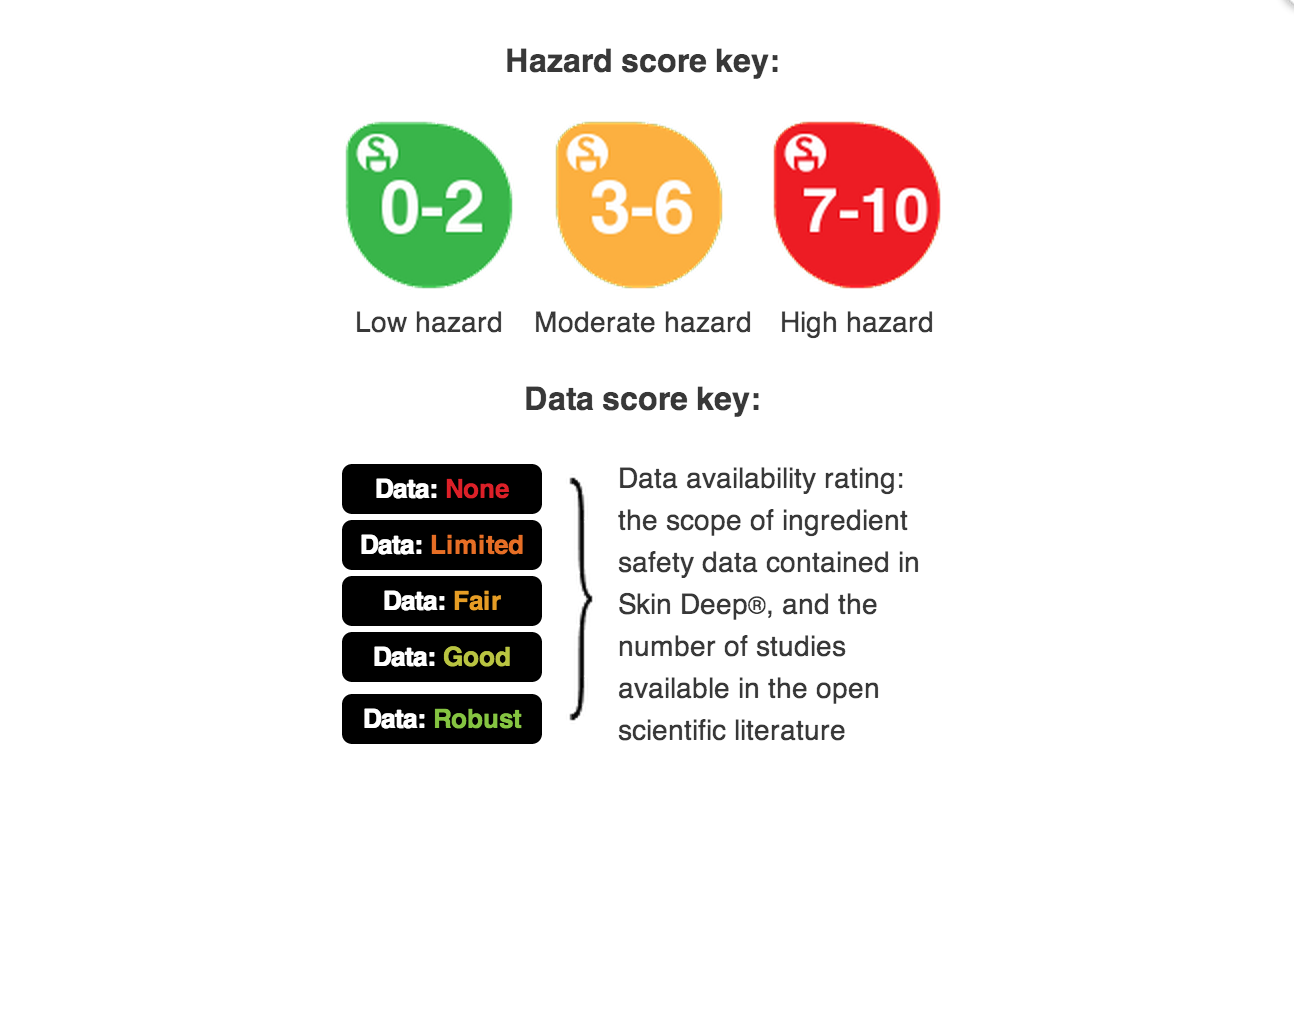 Hazard score key:
0-2
3-6
7-10
Low hazard
Moderate hazard
High hazard
Data score key:
Data: None
Data: Limited
Data: Fair
Data: Good
Data: Robust
Data availability rating:
the scope of ingredient
safety data contained in
Skin Deep®, and the
number of studies
available in the open
scientific literature